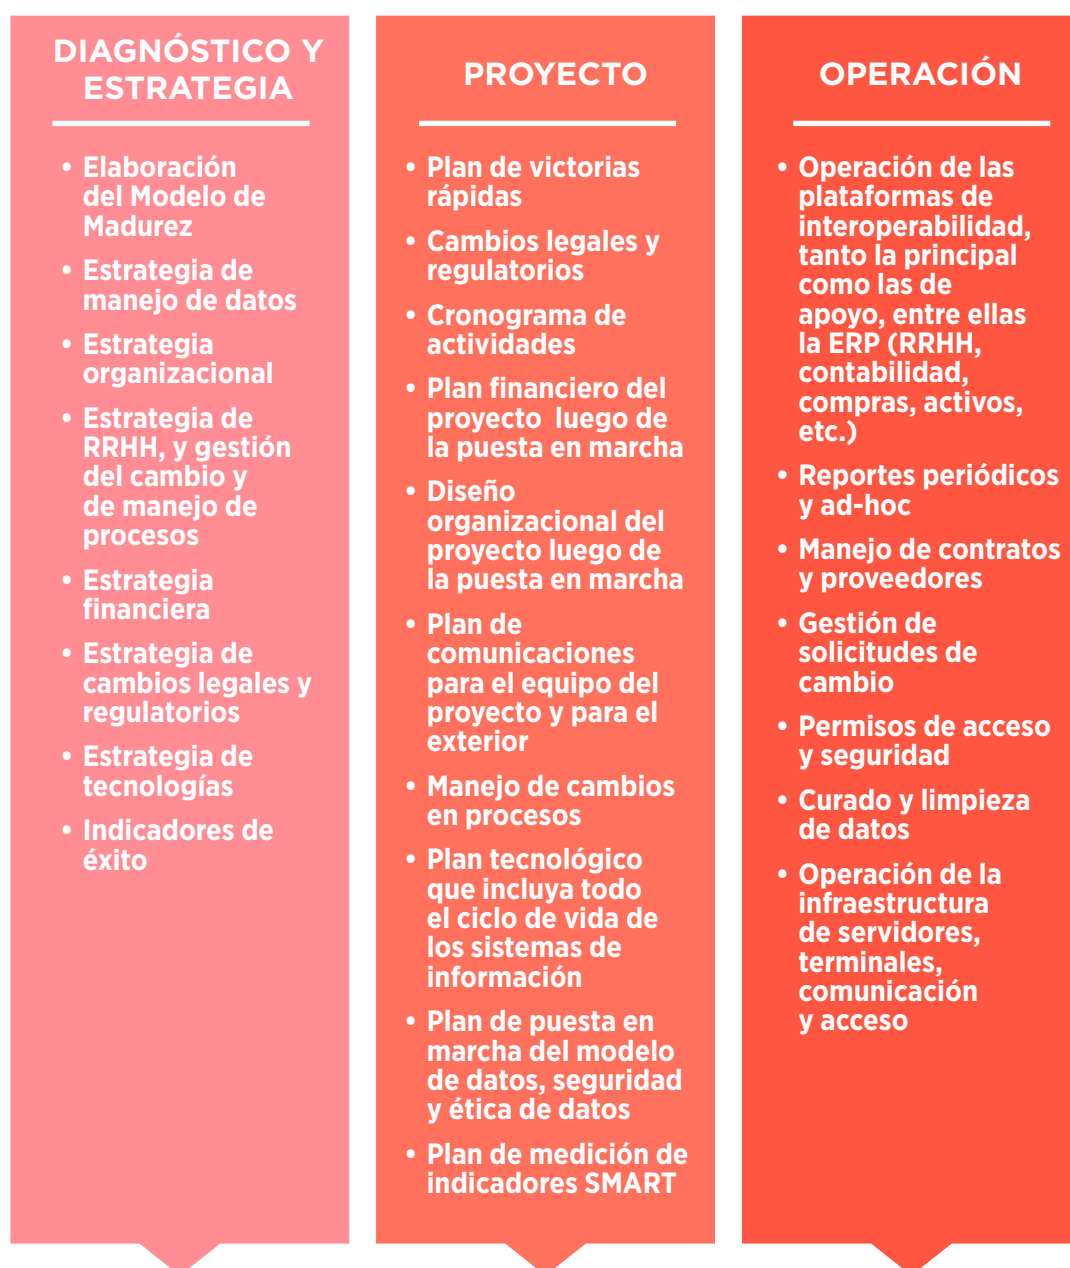 DIAGNÓSTICO Y
ESTRATEGIA
• Elaboración
del Modelo de
Madurez
• Estrategia de
manejo de datos
• Estrategia
organizacional
• Estrategia de
RRHH, y gestión
del cambio y
de manejo de
procesos
• Estrategia
financiera
• Estrategia de
cambios legales y
regulatorios
• Estrategia de
tecnologías
• Indicadores de
éxito
PROYECTO
• Plan de victorias
rápidas
• Cambios legales y
regulatorios
• Cronograma de
actividades
• Plan financiero del
proyecto luego de
la puesta en marcha
• Diseño
organizacional del
proyecto luego de
la puesta en marcha
• Plan de
comunicaciones
para el equipo del
proyecto y para el
exterior
• Manejo de cambios
en procesos
• Plan tecnológico
que incluya todo
el ciclo de vida de
los sistemas de
información
• Plan de puesta en
marcha del modelo
de datos, seguridad
y ética de datos
• Plan de medición de
indicadores SMART
OPERACIÓN
• Operación de las
plataformas de
interoperabilidad,
tanto la principal
como las de
apoyo, entre ellas
la ERP (RRHH,
contabilidad,
compras, activos,
etc.)
• Reportes periódicos
y ad-hoc
• Manejo de contratos
y proveedores
• Gestión de
solicitudes de
cambio
• Permisos de acceso
y seguridad
• Curado y limpieza
de datos
• Operación de la
infraestructura
de servidores,
terminales,
comunicación
y acceso